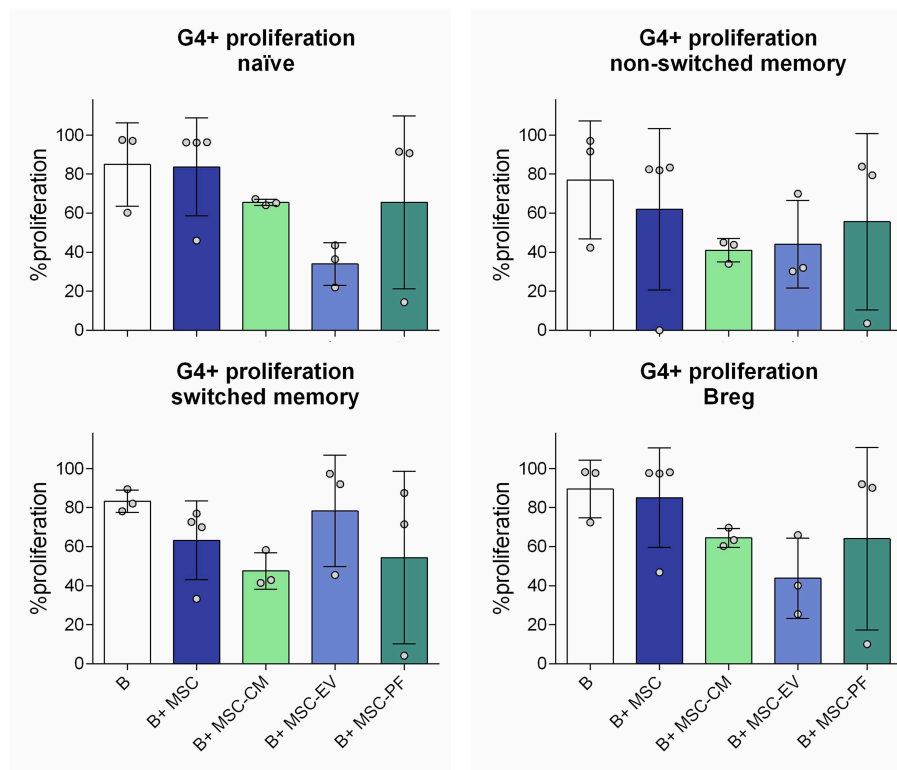 G4+ proliferation
naïve
%proliferation
100
80
60
40
20
0
G4+ proliferation
non-switched memory
%proliferation
100
80
60
40
20
0
G4+ proliferation
switched memory
%proliferation
100
80
60
40
20
0
B
B+ MSC
B+ MSC-CM
B+ MSC-EV
B+ MSC-PF
G4+ proliferation
Breg
%proliferation
100
80
60
40
20
0
B
B+ MSC
B+ MSC-CM
B+ MSC-EV
B+ MSC-PF